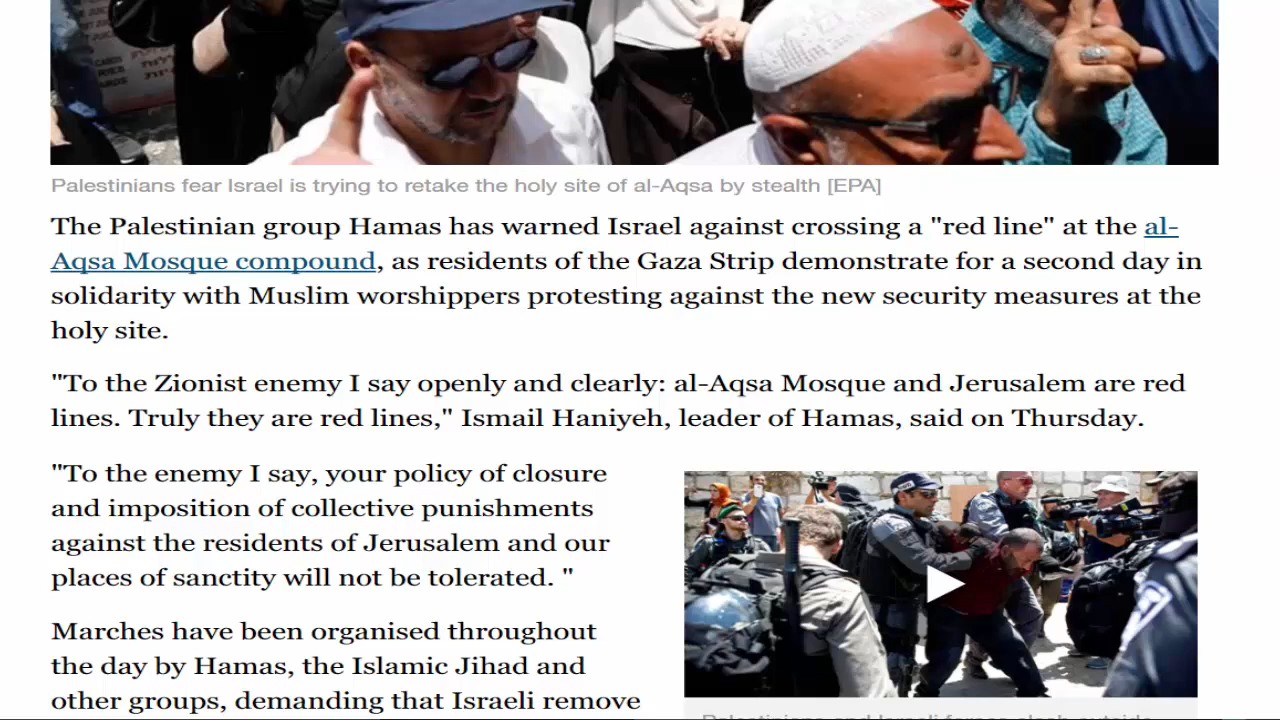 Palestinians fear Israel is trying to retake the holy site of al-Aqsa by stealth [EPA]
The Palestinian group Hamas has warned Israel against crossing a "red line" at the al-
Aqsa Mosque compound, as residents of the Gaza Strip demonstrate for a second day in
solidarity with Muslim worshippers protesting against the new security measures at the
holy site.
"To the Zionist enemy I say openly and clearly: al-Aqsa Mosque and Jerusalem are red
lines. Truly they are red lines," Ismail Haniyeh, leader of Hamas, said on Thursday.
"To the enemy I say, your policy of closure
and imposition of collective punishments
against the residents of Jerusalem and our
places of sanctity will not be tolerated. "
Marches have been organised throughout
the day by Hamas, the Islamic Jihad and
other groups, demanding that Israeli remove
Palestinians and Israeli forces clash outside